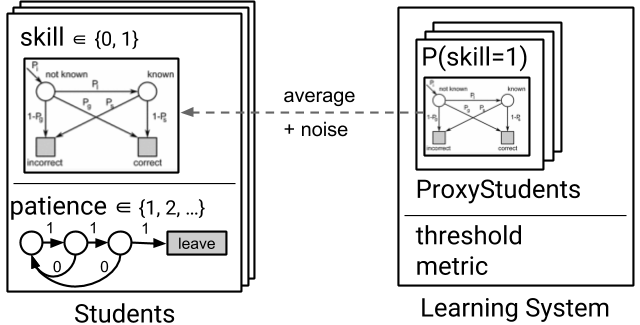 skill ∈ {0, 1}
P_i
not known
known
P_l
P_g
P_s
1-P_g
1-P_s
incorrect
correct
patience ∈ {1, 2, ...}
1
1
1
leave
0
0
Students
average
+ noise
P(skill=1)
P_i
not known
known
P_l
P_g
P_s
1-P_g
1-P_s
incorrect
correct
ProxyStudents
threshold
metric
Learning System